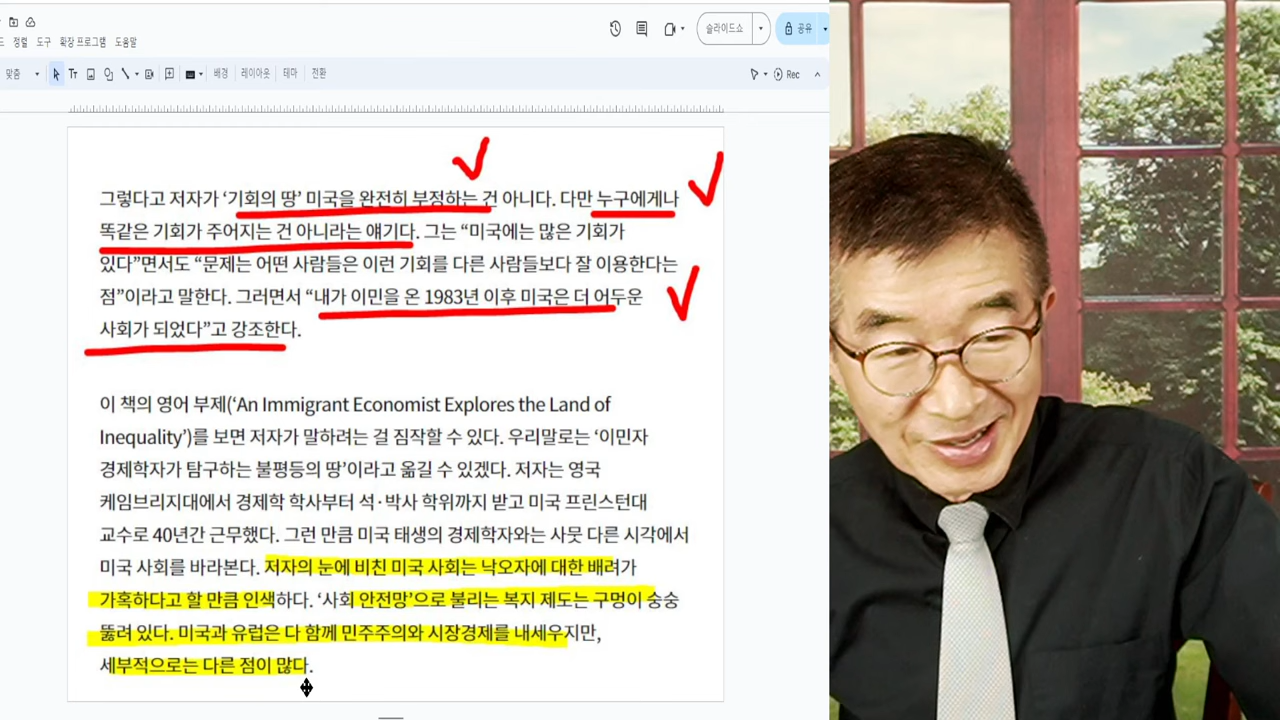 정렬 도구 확장 프로그램 도움말
슬라이드쇼
공유
맞춤
배경 레이아웃 테마 전환
Rec
그렇다고 저자가 ‘기회의 땅’ 미국을 완전히 부정하는 건 아니다. 다만 누구에게나
똑같은 기회가 주어지는 건 아니라는 얘기다. 그는 “미국에는 많은 기회가
있다”면서도 “문제는 어떤 사람들은 이런 기회를 다른 사람들보다 잘 이용한다는
점”이라고 말한다. 그러면서 “내가 이민을 온 1983년 이후 미국은 더 어두운
사회가 되었다”고 강조한다.
이 책의 영어 부제(‘An Immigrant Economist Explores the Land of
Inequality’)를 보면 저자가 말하려는 걸 짐작할 수 있다. 우리말로는 ‘이민자
경제학자가 탐구하는 불평등의 땅’이라고 옮길 수 있겠다. 저자는 영국
케임브리지대에서 경제학 학사부터 석·박사 학위까지 받고 미국 프린스턴대
교수로 40년간 근무했다. 그런 만큼 미국 태생의 경제학자와는 사뭇 다른 시각에서
미국 사회를 바라본다. 저자의 눈에 비친 미국 사회는 낙오자에 대한 배려가
가혹하다고 할 만큼 인색하다. ‘사회 안전망’으로 불리는 복지 제도는 구멍이 숭숭
뚫려 있다. 미국과 유럽은 다 함께 민주주의와 시장경제를 내세우지만,
세부적으로는 다른 점이 많다.